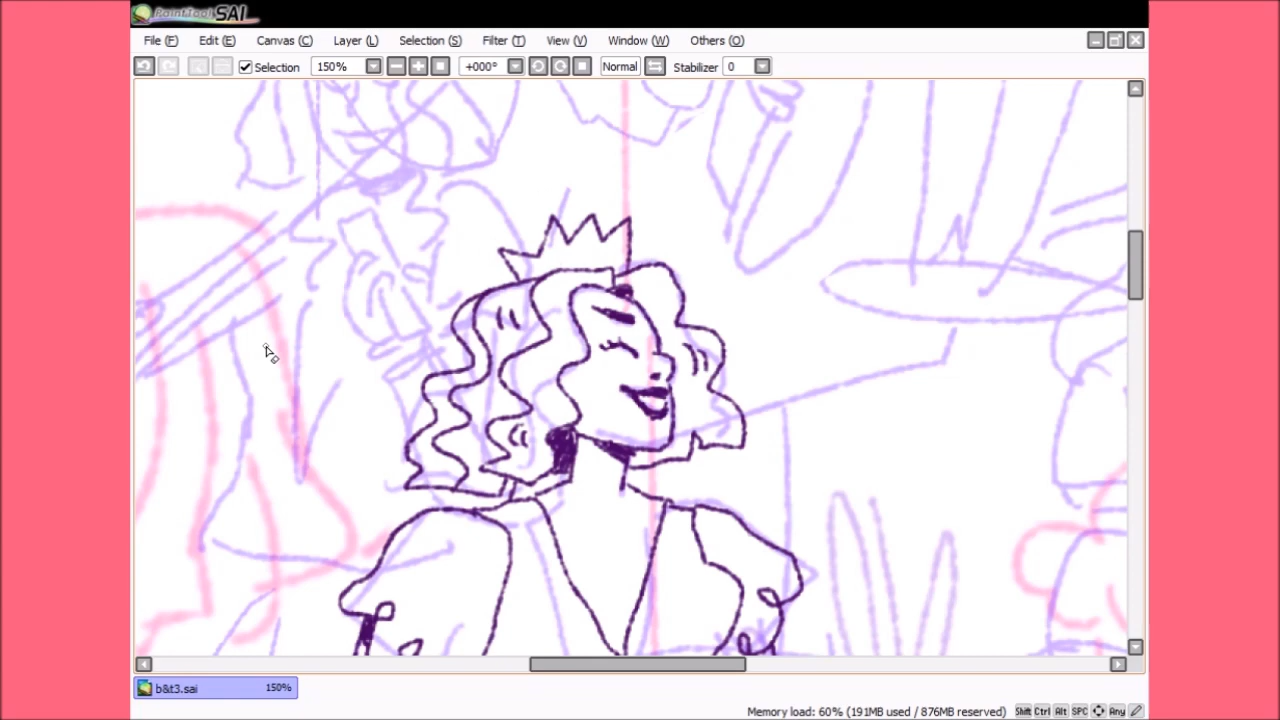 PaintTool SAI
File (F) Edit (E) Canvas (C) Layer (L) Selection (S) Filter (T) View (V) Window (W) Others (O)
Selection 150% +000° Normal Stabilizer 0
b&t3.sai 150%
Memory load: 60% (191MB used / 876MB reserved) Shift Ctrl Alt SPC Any